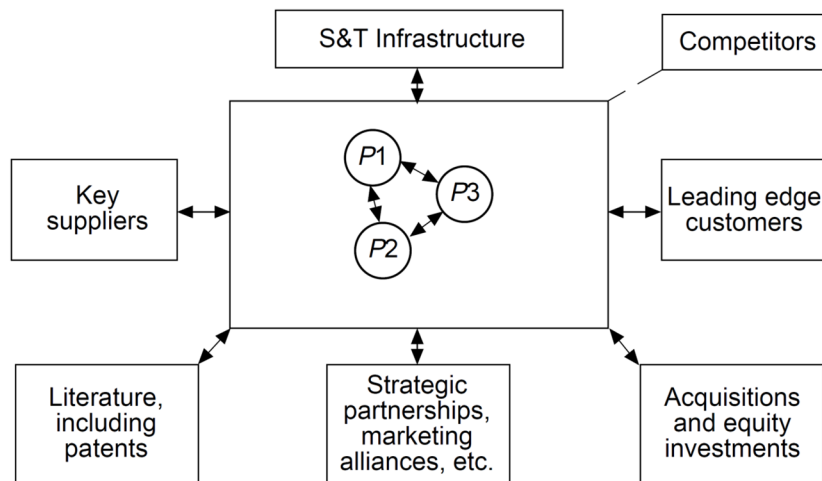 S&T Infrastructure
Competitors
P1
P3
P2
Key
suppliers
Leading edge
customers
Literature,
including
patents
Strategic
partnerships,
marketing
alliances, etc.
Acquisitions
and equity
investments